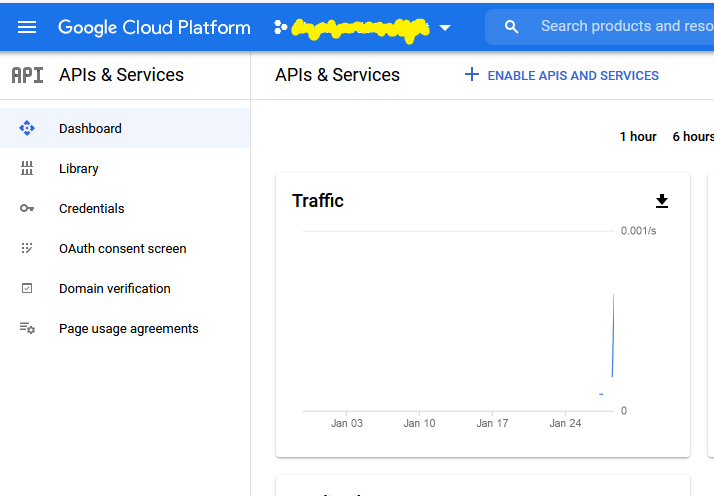 Google Cloud Platform
Search products and reso
API APIs & Services
APIs & Services
ENABLE APIS AND SERVICES
Dashboard
Library
Credentials
OAuth consent screen
Domain verification
Page usage agreements
1 hour 6 hours
Traffic
0.001/s
0
Jan 03 Jan 10 Jan 17 Jan 24